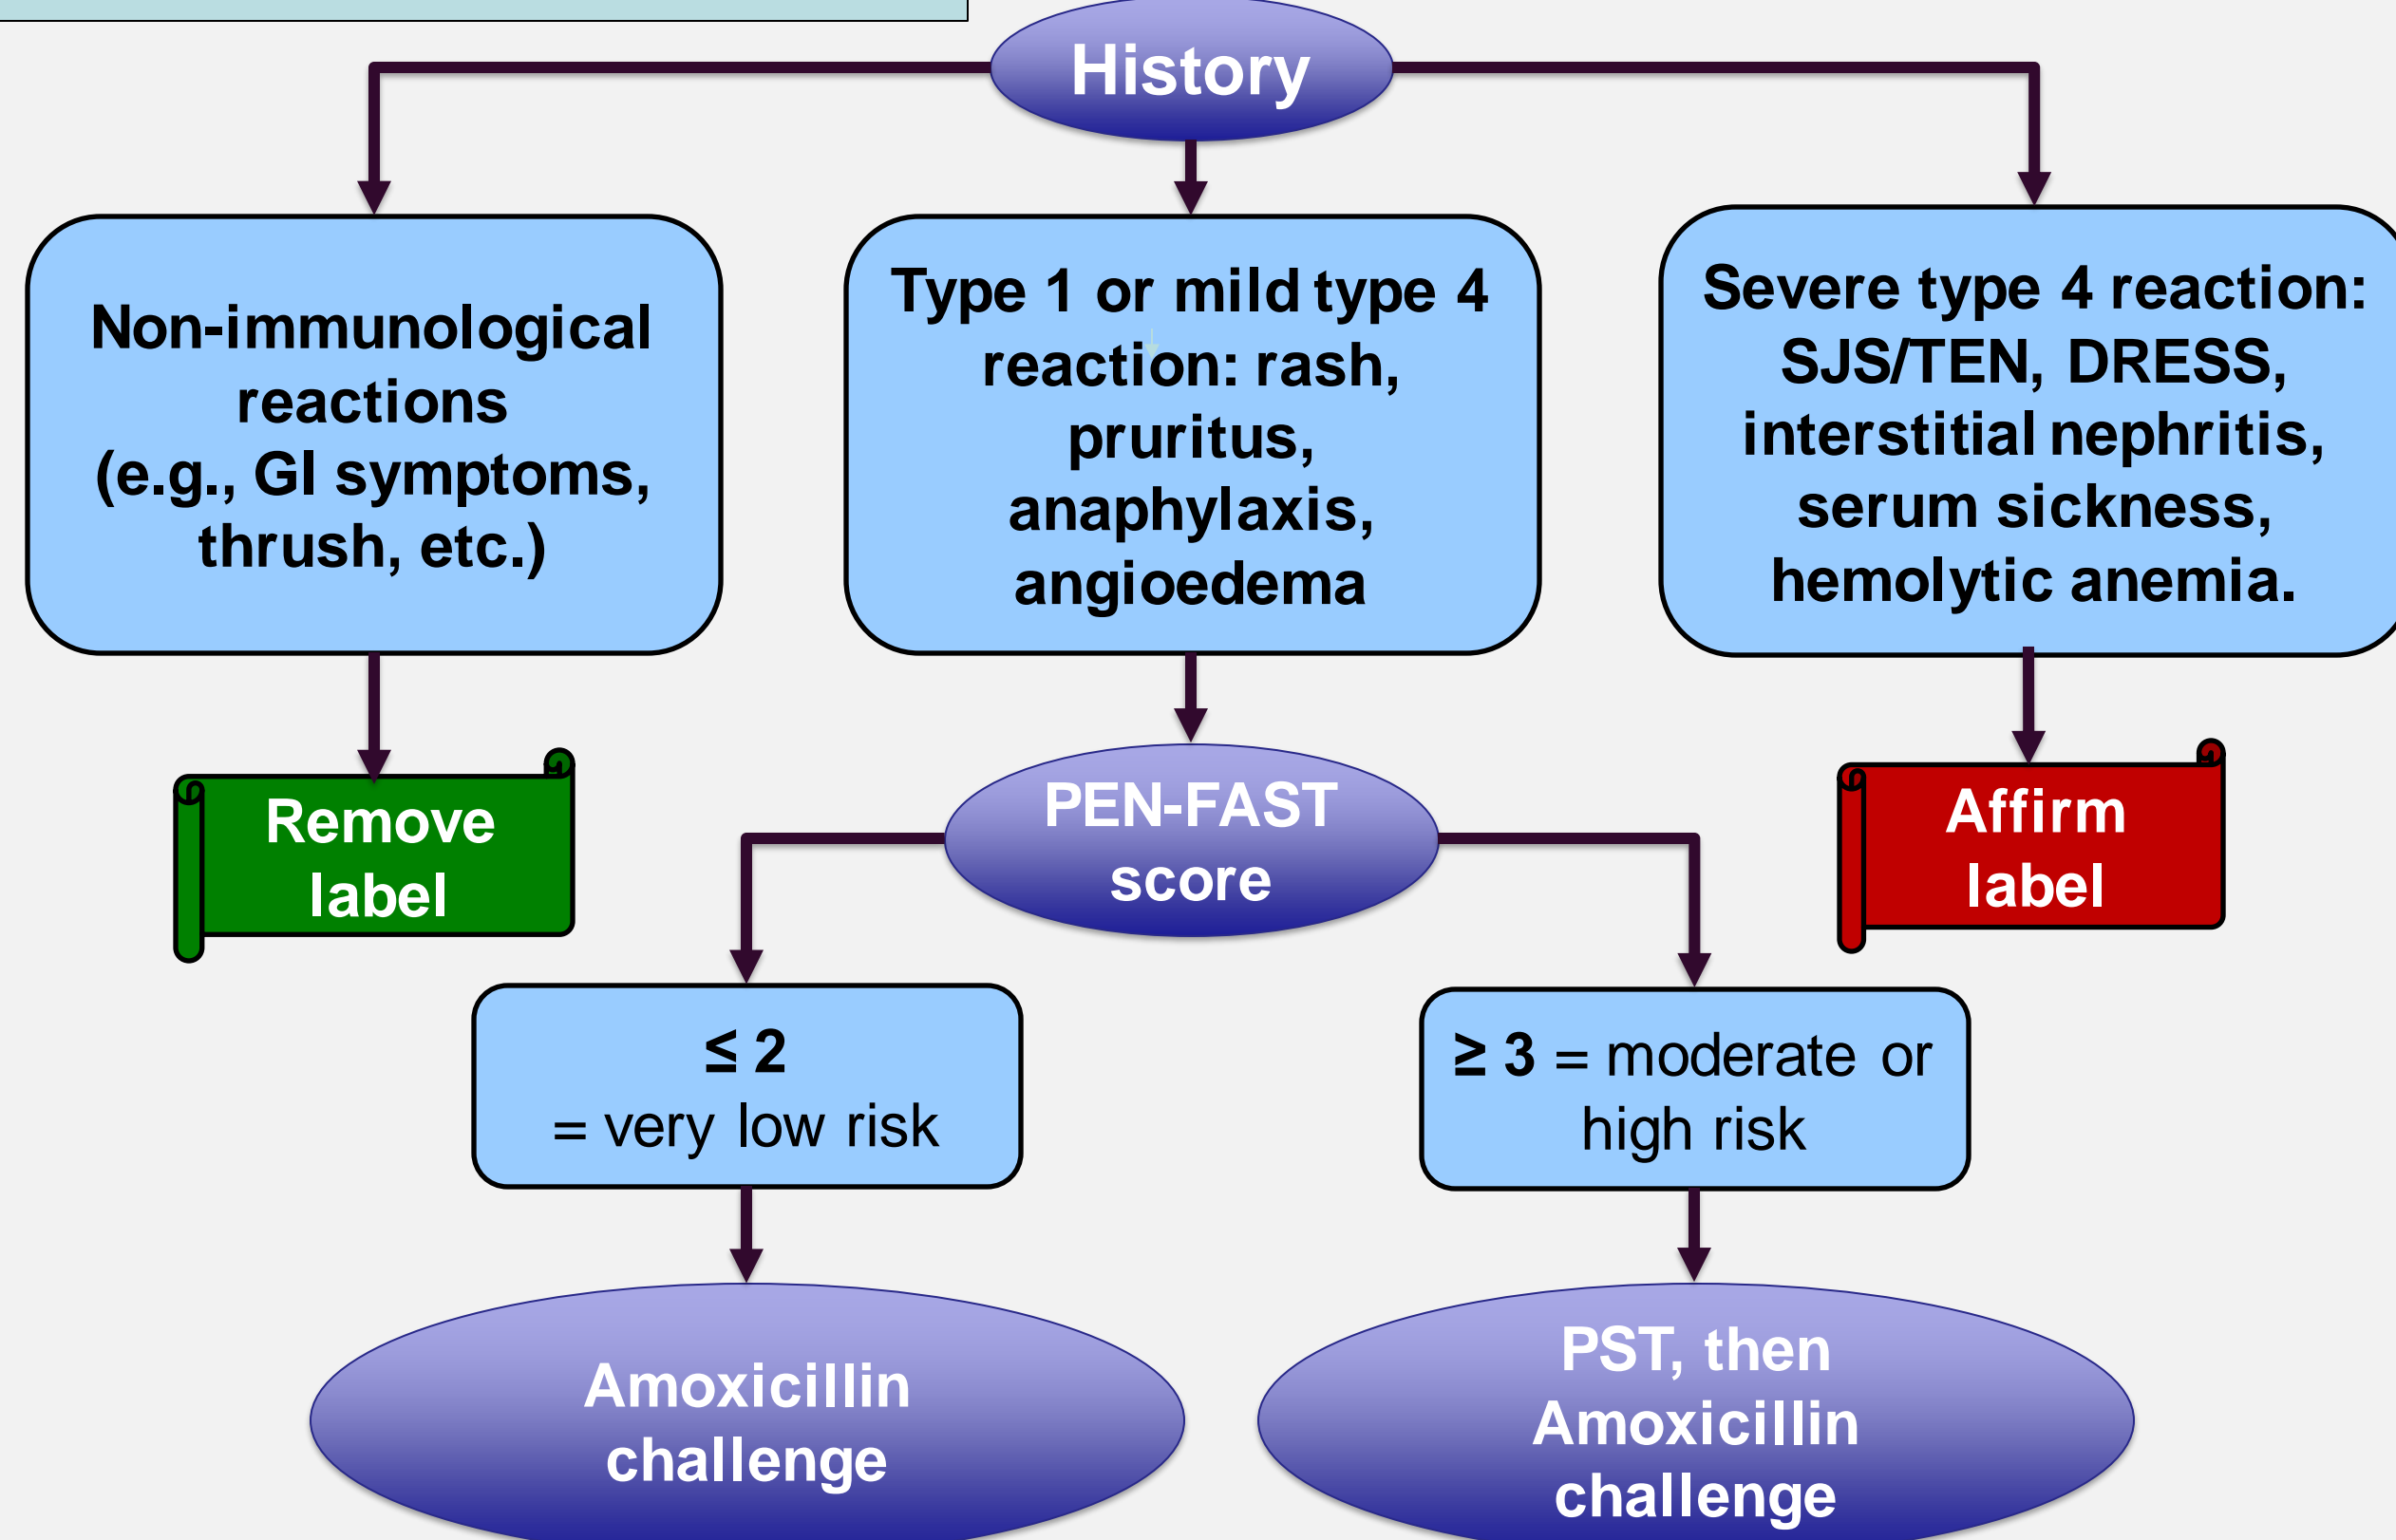 History
Non-immunological
reactions
(e.g., GI symptoms,
thrush, etc.)
Type 1 or mild type 4
reaction: rash,
pruritus,
anaphylaxis,
angioedema
Severe type 4 reaction:
SJS/TEN, DRESS,
interstitial nephritis,
serum sickness,
hemolytic anemia.
Remove
label
PEN-FAST
score
Affirm
label
≤ 2
= very low risk
≥ 3 = moderate or
high risk
Amoxicillin
challenge
PST, then
Amoxicillin
challenge